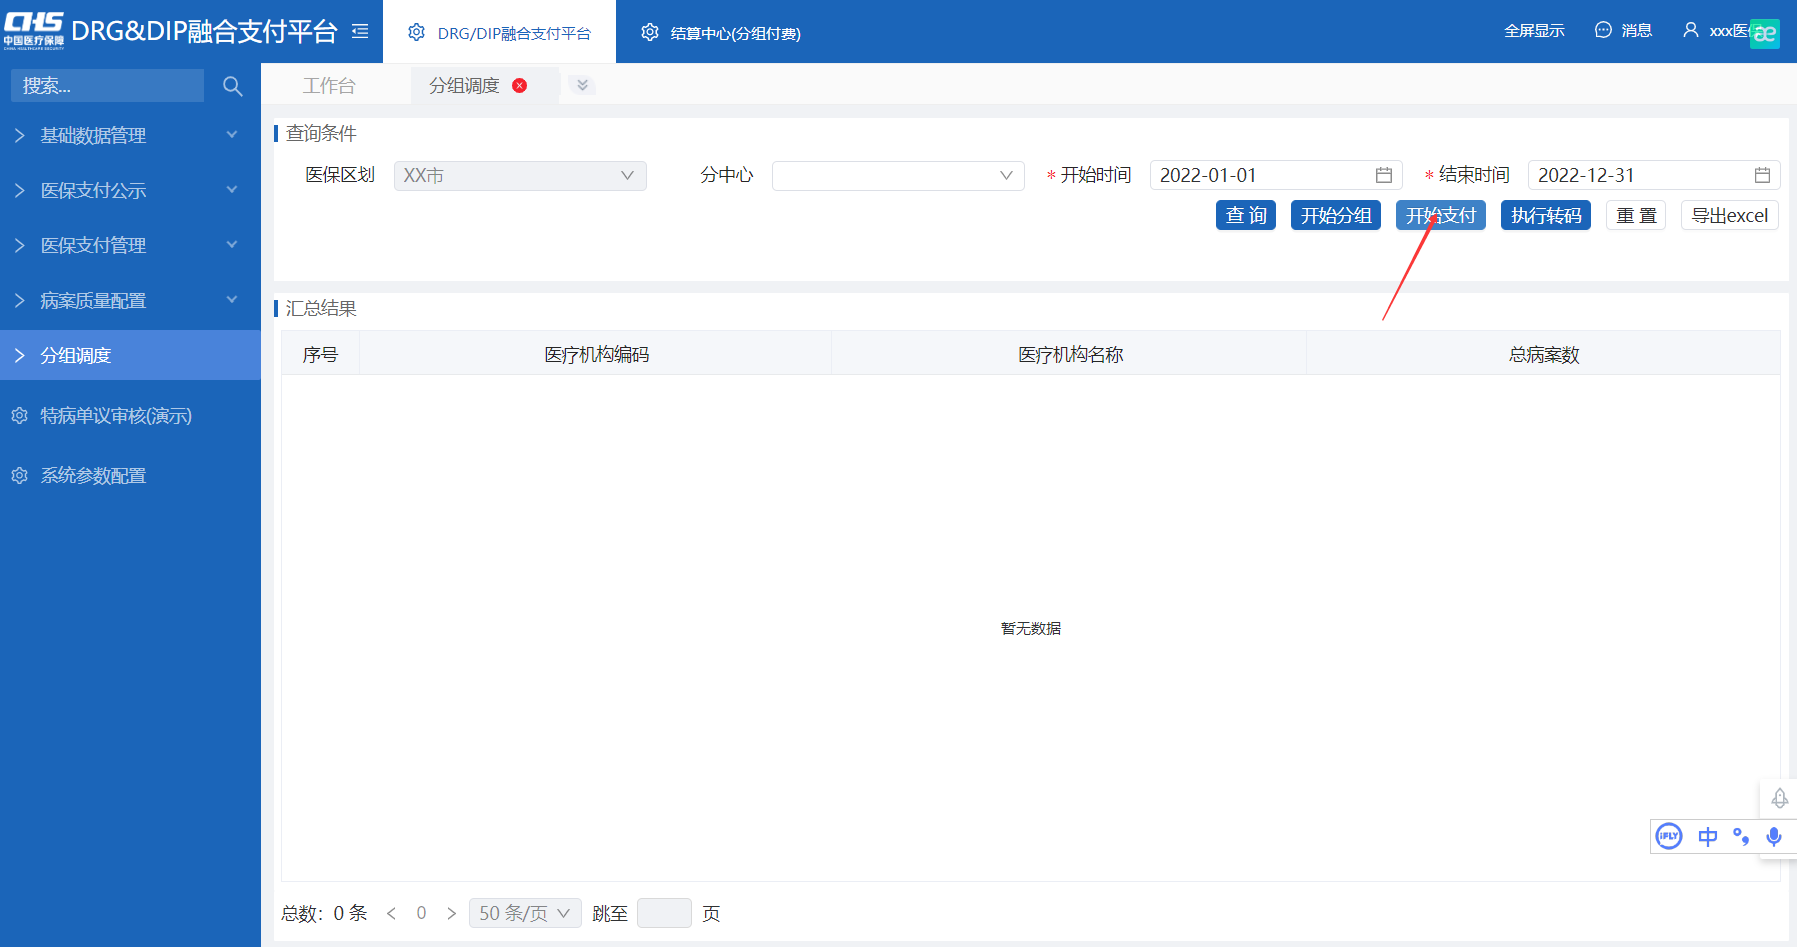 CHS
中国医疗保障
CHINA HEALTHCARE SECURITY
DRG&DIP融合支付平台
DRG/DIP融合支付平台
结算中心(分组付费)
全屏显示
消息
xxx医
æ
搜索...
工作台
分组调度
基础数据管理
医保支付公示
医保支付管理
病案质量配置
分组调度
特病单议审核(演示)
系统参数配置
查询条件
医保区划 XX市 分中心 * 开始时间 2022-01-01 * 结束时间 2022-12-31
查 询 开始分组 开始支付 执行转码 重 置 导出excel
汇总结果
序号 医疗机构编码 医疗机构名称 总病案数
暂无数据
iFLY 中
总数: 0 条 < 0 > 50 条/页 跳至 页